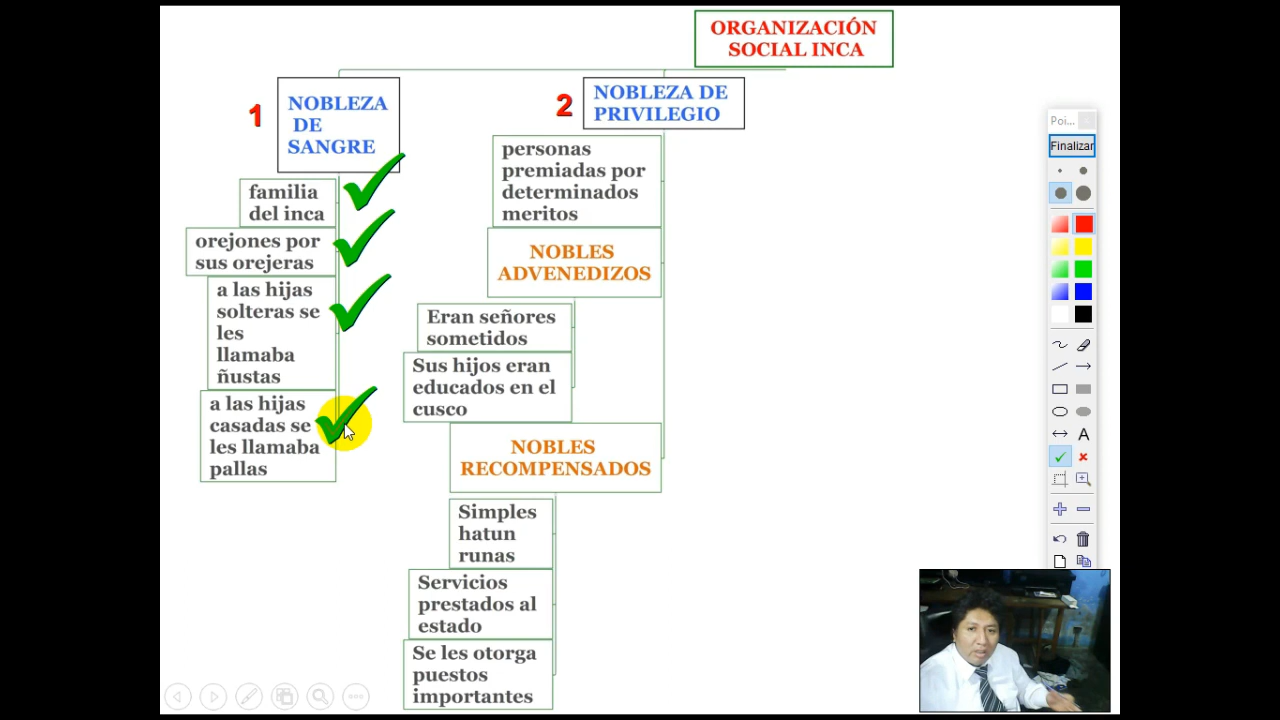 ORGANIZACIÓN
SOCIAL INCA
1
NOBLEZA
DE
SANGRE
familia
del inca
orejones por
sus orejeras
a las hijas
solteras se
les
llamaba
ñustas
a las hijas
casadas se
les llamaba
pallas
2
NOBLEZA DE
PRIVILEGIO
personas
premiadas por
determinados
meritos
NOBLES
ADVENEDIZOS
Eran señores
sometidos
Sus hijos eran
educados en el
cusco
NOBLES
RECOMPENSADOS
Simples
hatun
runas
Servicios
prestados al
estado
Se les otorga
puestos
importantes
Poi...
Finalizar
A